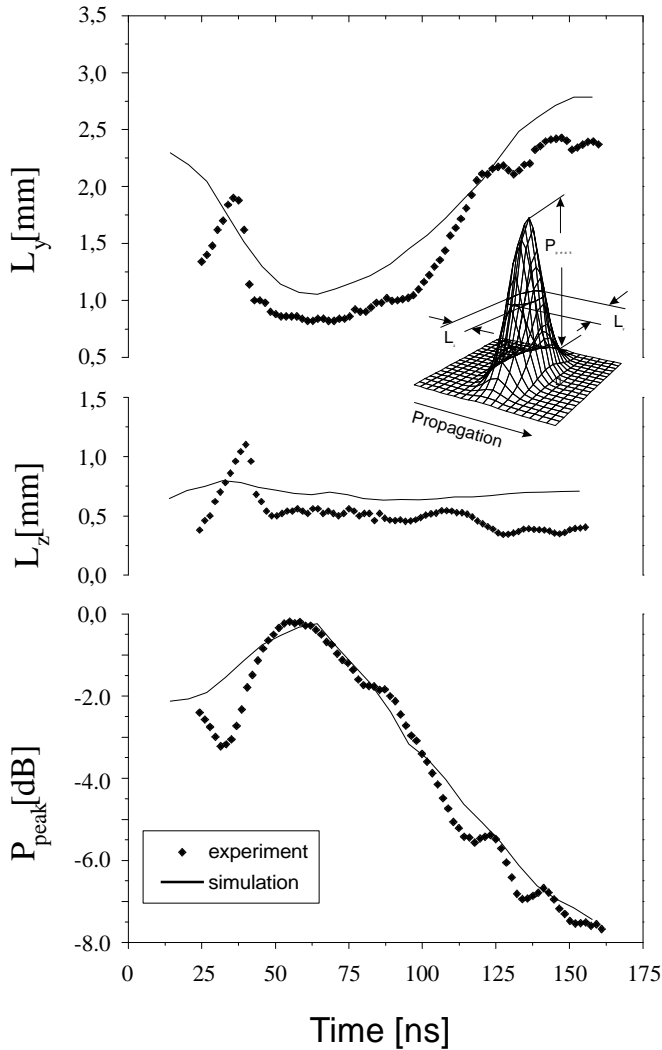 3,5
3,0
2,5
2,0
1,5
1,0
0,5
L_y[mm]
P
L
L
Propagation
1,5
1,0
0,5
0,0
L_z[mm]
0,0
-2.0
-4.0
-6.0
-8.0
P_peak[dB]
experiment
simulation
0 25 50 75 100 125 150 175
Time [ns]